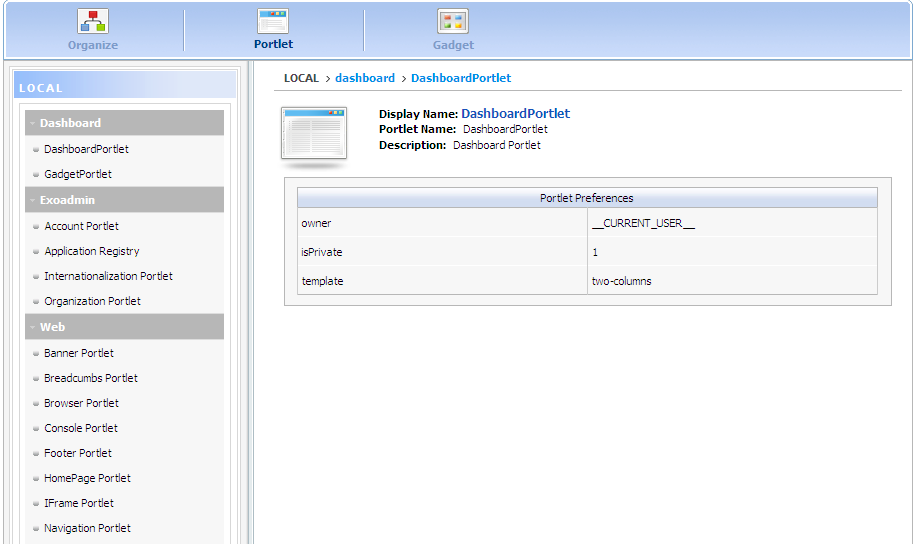 Organize
Portlet
Gadget
LOCAL
Dashboard
DashboardPortlet
GadgetPortlet
Exoadmin
Account Portlet
Application Registry
Internationalization Portlet
Organization Portlet
Web
Banner Portlet
Breadcumbs Portlet
Browser Portlet
Console Portlet
Footer Portlet
HomePage Portlet
IFrame Portlet
Navigation Portlet
LOCAL > dashboard > DashboardPortlet
Display Name: DashboardPortlet
Portlet Name: DashboardPortlet
Description: Dashboard Portlet
Portlet Preferences
owner __CURRENT_USER__
isPrivate 1
template two-columns